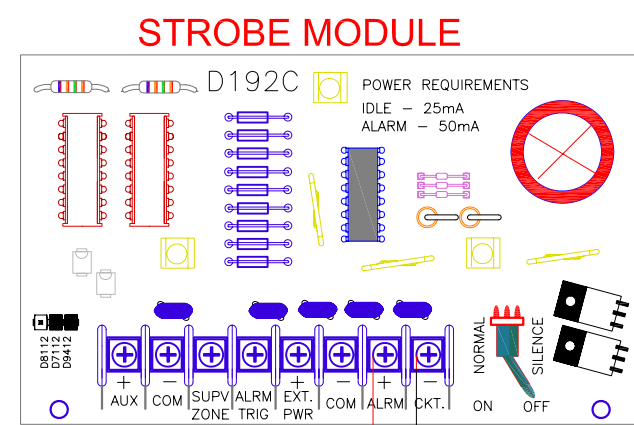 STROBE MODULE
D192C
POWER REQUIREMENTS
IDLE - 25mA
ALARM - 50mA
D8112
D7112
D9412
NORMAL
SILENCE
+ - + + - + -
AUX COM SUPV ALRM EXT. COM ALRM CKT.
ZONE TRIG PWR
ON OFF